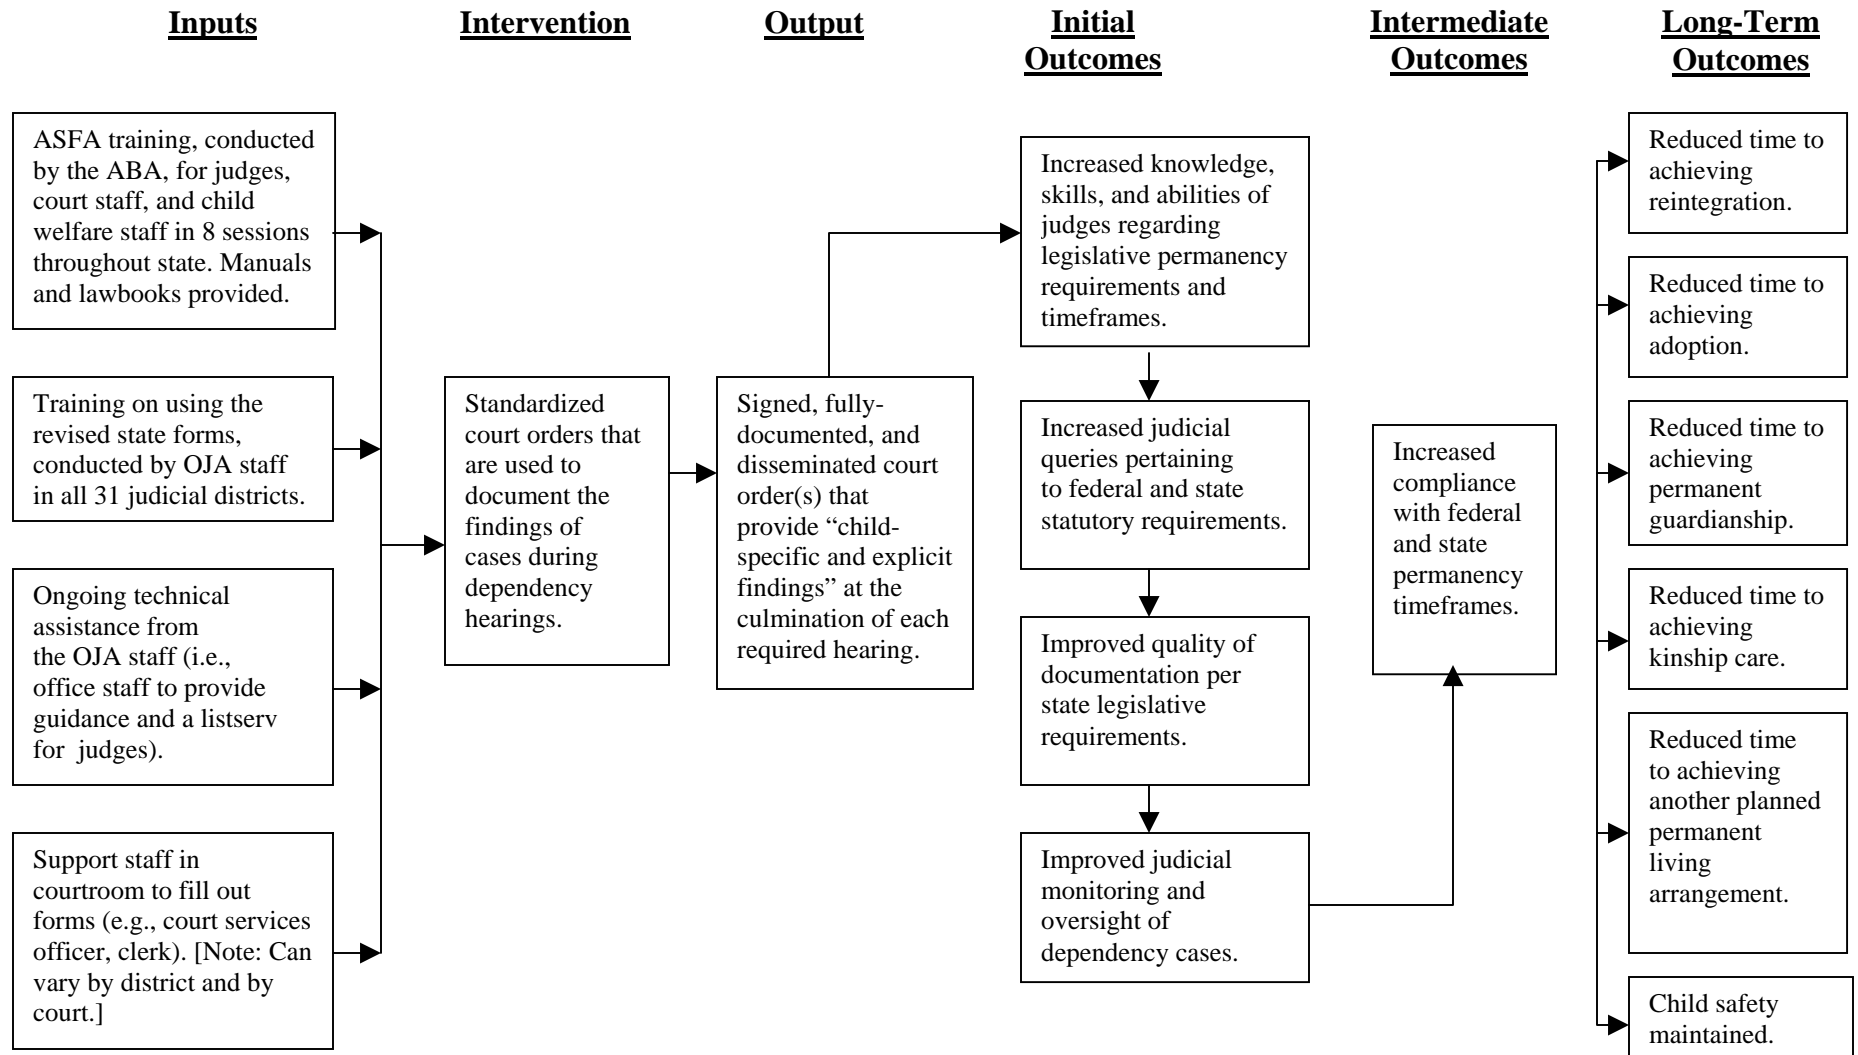 Inputs
Intervention
Output
Initial
Outcomes
Intermediate
Outcomes
Long-Term
Outcomes
ASFA training, conducted
by the ABA, for judges,
court staff, and child
welfare staff in 8 sessions
throughout state. Manuals
and lawbooks provided.
Training on using the
revised state forms,
conducted by OJA staff
in all 31 judicial districts.
Ongoing technical
assistance from
the OJA staff (i.e.,
office staff to provide
guidance and a listserv
for judges).
Support staff in
courtroom to fill out
forms (e.g., court services
officer, clerk). [Note: Can
vary by district and by
court.]
Standardized
court orders that
are used to
document the
findings of
cases during
dependency
hearings.
Signed, fully-
documented, and
disseminated court
order(s) that
provide “child-
specific and explicit
findings” at the
culmination of each
required hearing.
Increased knowledge,
skills, and abilities of
judges regarding
legislative permanency
requirements and
timeframes.
Increased judicial
queries pertaining
to federal and state
statutory requirements.
Improved quality of
documentation per
state legislative
requirements.
Improved judicial
monitoring and
oversight of
dependency cases.
Increased
compliance
with federal
and state
permanency
timeframes.
Reduced time to
achieving
reintegration.
Reduced time to
achieving
adoption.
Reduced time to
achieving
permanent
guardianship.
Reduced time to
achieving
kinship care.
Reduced time
to achieving
another planned
permanent
living
arrangement.
Child safety
maintained.